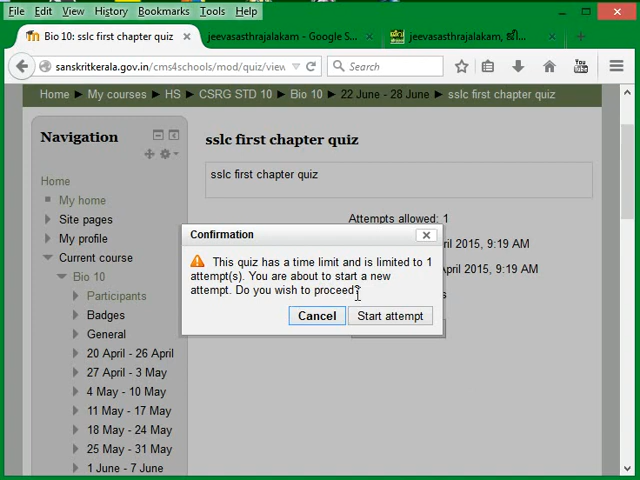 File Edit View History Bookmarks Tools Help
Bio 10: sslc first chapter quiz
jeevasasthrajalakam - Google S...
jeevasasthrajalakam, ജീ...
sanskritkerala.gov.in/cms4schools/mod/quiz/view
Search
You Tube
Home My courses HS CSRG STD 10 Bio 10 22 June - 28 June sslc first chapter quiz
Navigation
Home
My home
Site pages
My profile
Current course
Bio 10
Participants
Badges
General
20 April - 26 April
27 April - 3 May
4 May - 10 May
11 May - 17 May
18 May - 24 May
25 May - 31 May
1 June - 7 June
sslc first chapter quiz
sslc first chapter quiz
Attempts allowed: 1
April 2015, 9:19 AM
April 2015, 9:19 AM
Confirmation
This quiz has a time limit and is limited to 1
attempt(s). You are about to start a new
attempt. Do you wish to proceed?
Cancel Start attempt